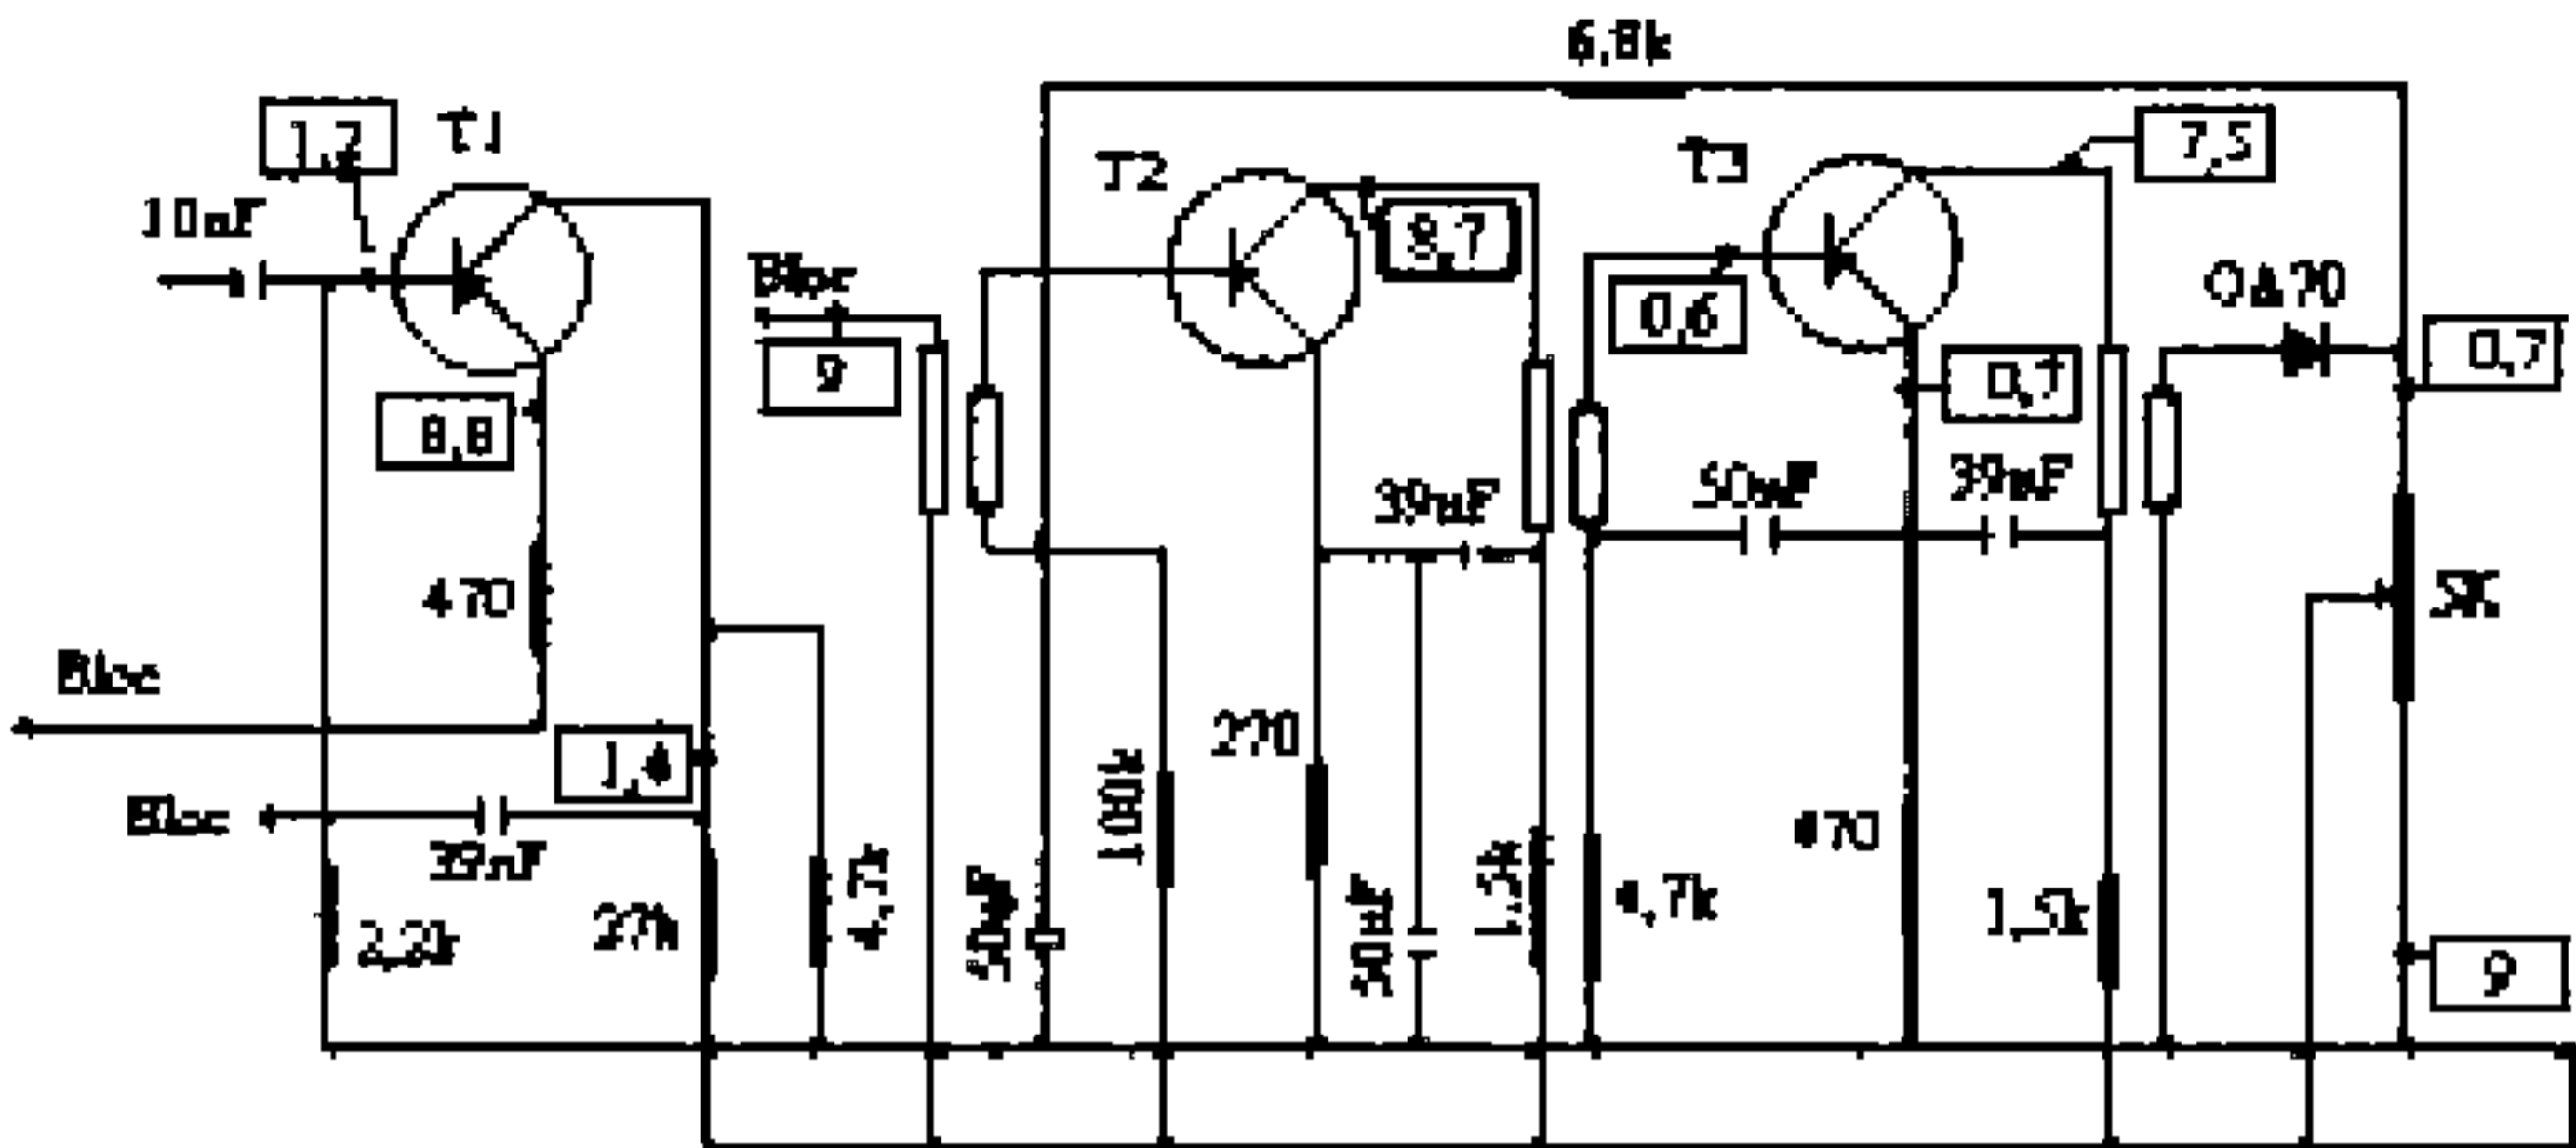 6,8k
1,2
T1
7,5
T2
T3
10nF
8,7
9
0,6
OA70
0,7
8,8
0,7
39nF
50nF
39nF
470
5K
Bloc
270
1,4
100k
Bloc
39nF
4,7k
470
1,5k
4,7k
1,5k
2,2k
27k
50nF
9